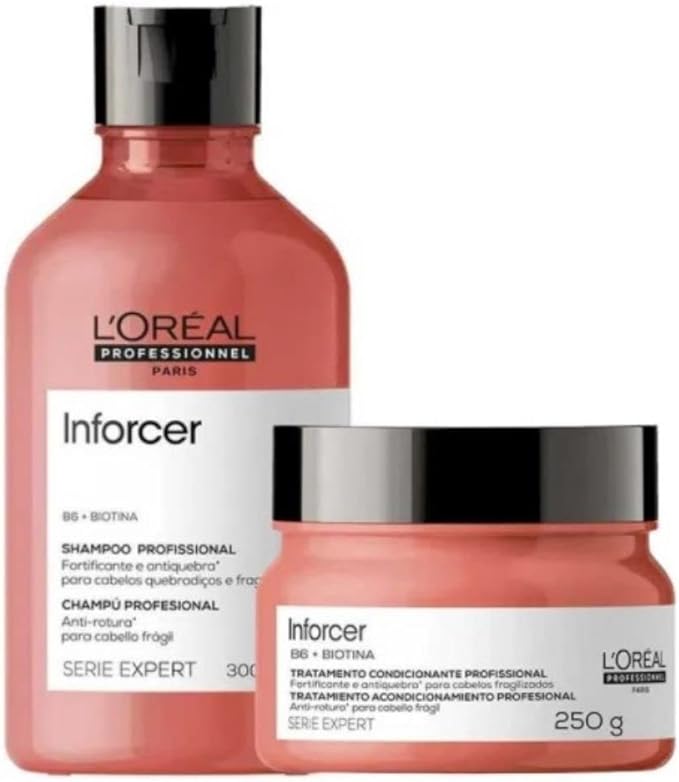 L'ORÉAL
PROFESSIONNEL
PARIS
Inforcer
B6 + BIOTINA
SHAMPOO PROFISSIONAL
Fortificante e antiquebra*
para cabelos quebradiços e
CHAMPÚ PROFESIONAL
Anti-rotura*
para cabello frágil
SERIE EXPERT 300
Inforcer
B6 + BIOTINA
TRATAMENTO CONDICIONANTE PROFISSIONAL
Fortificante e antiquebra* para cabelos fragilizados
TRATAMIENTO ACONDICIONAMIENTO PROFESIONAL
Anti-rotura* para cabello frágil
SERIE EXPERT
L'ORÉAL
PROFESSIONNEL
PARIS
250 g